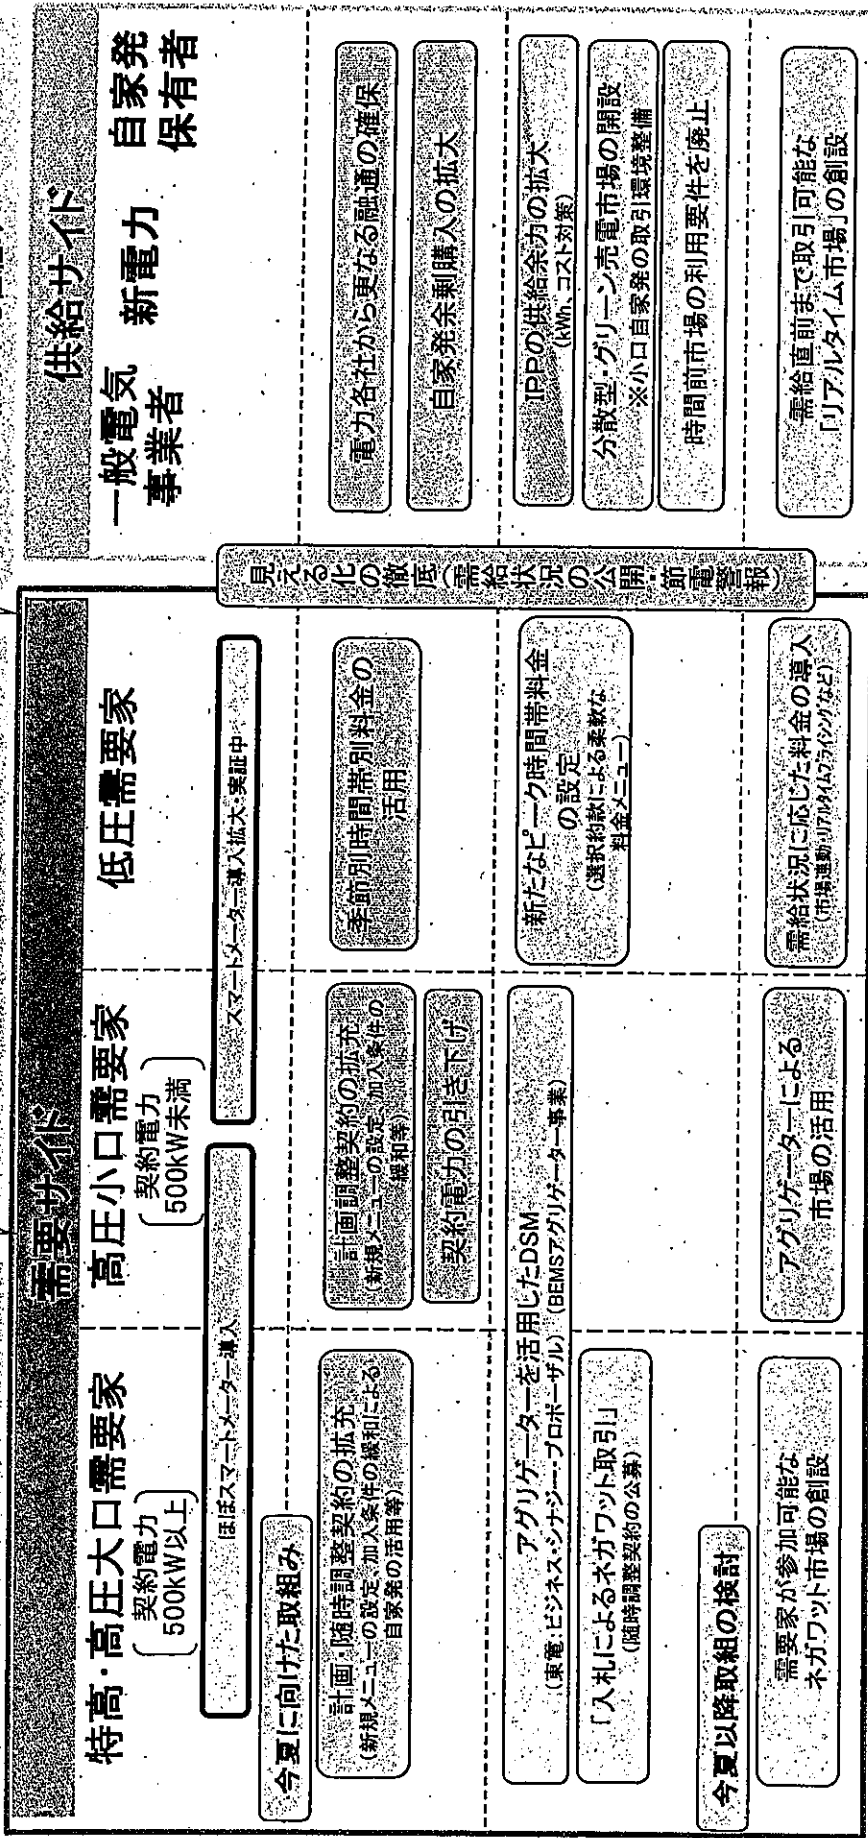 需要サイド
特高・高圧大口需要家
契約電力
500kW以上
高圧小口需要家
契約電力
500kW未満
低圧需要家
ほぼスマートメーター導入
スマートメーター導入拡大・実証中
今夏に向けた取組み
計画・随時調整契約の拡充
(新規メニューの設定、加入条件の緩和による
自家発の活用等)
計画調整契約の拡充
(新規メニューの設定、加入条件の
緩和等)
契約電力の引き下げ
季節別時間帯別料金の
活用
アグリゲーターを活用したDSM
(東電:ビジネス・シナジー・プロポーザル) (BEMSアグリゲーター事業)
「入札によるネガワット取引」
(随時調整契約の公募)
新たなピーク時間帯料金
の設定
(選択約款による柔軟な
料金メニュー)
今夏以降取組の検討
需要家が参加可能な
ネガワット市場の創設
アグリゲーターによる
市場の活用
需給状況に応じた料金の導入
(市場連動・リアルタイムプライシングなど)
見える化の徹底(需給状況の公開・節電警報)
供給サイド
一般電気
事業者
新電力
自家発
保有者
電力各社から更なる融通の確保
自家発余剰購入の拡大
IPPの供給余力の拡大
(kWh、コスト対策)
分散型・グリーン売電市場の開設
※小口自家発の取引環境整備
時間前市場の利用要件を廃止
需給直前まで取引可能な
「リアルタイム市場」の創設